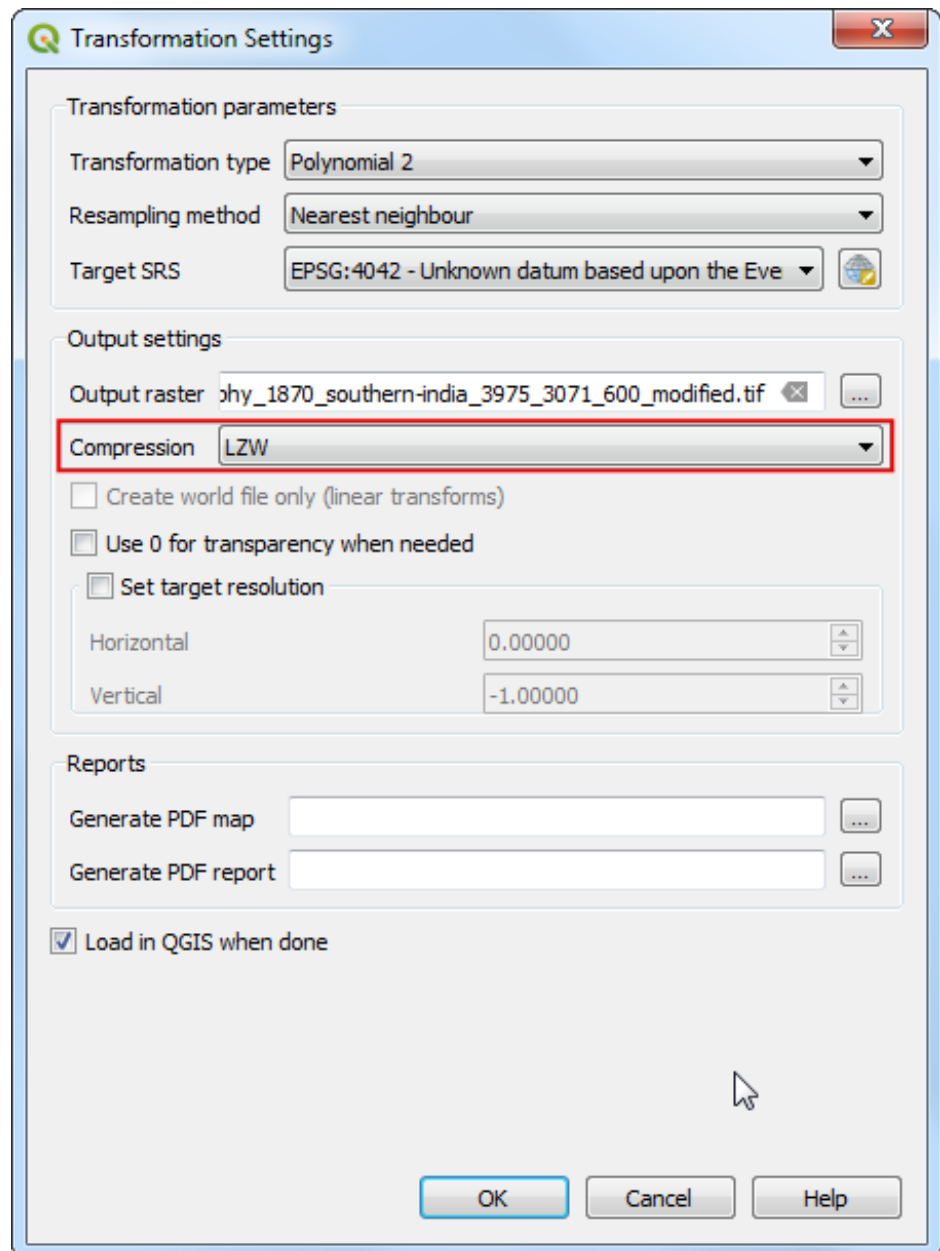 Transformation Settings
Transformation parameters
Transformation type Polynomial 2
Resampling method Nearest neighbour
Target SRS EPSG:4042 - Unknown datum based upon the Eve
Output settings
Output raster phy_1870_southern-india_3975_3071_600_modified.tif ...
Compression LZW
Create world file only (linear transforms)
Use 0 for transparency when needed
Set target resolution
Horizontal 0.00000
Vertical -1.00000
Reports
Generate PDF map ...
Generate PDF report ...
Load in QGIS when done
OK Cancel Help